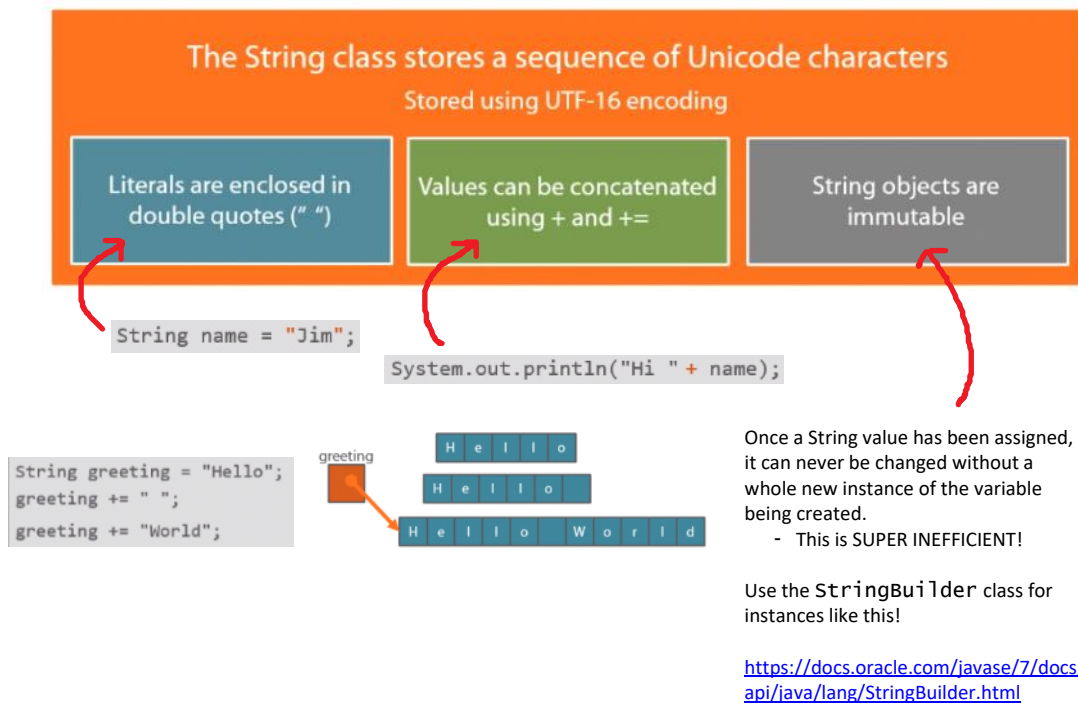 The String class stores a sequence of Unicode characters
Stored using UTF-16 encoding
Literals are enclosed in
double quotes (" “)
Values can be concatenated
using + and +=
String objects are
immutable
String name = "Jim";
System.out.println("Hi " + name);
String greeting = "Hello";
greeting += " ";
greeting += "World";
greeting
H e l l o
H e l l o
H e l l o W o r l d
Once a String value has been assigned,
it can never be changed without a
whole new instance of the variable
being created.
- This is SUPER INEFFICIENT!
Use the StringBuilder class for
instances like this!
https://docs.oracle.com/javase/7/docs
api/java/lang/StringBuilder.html